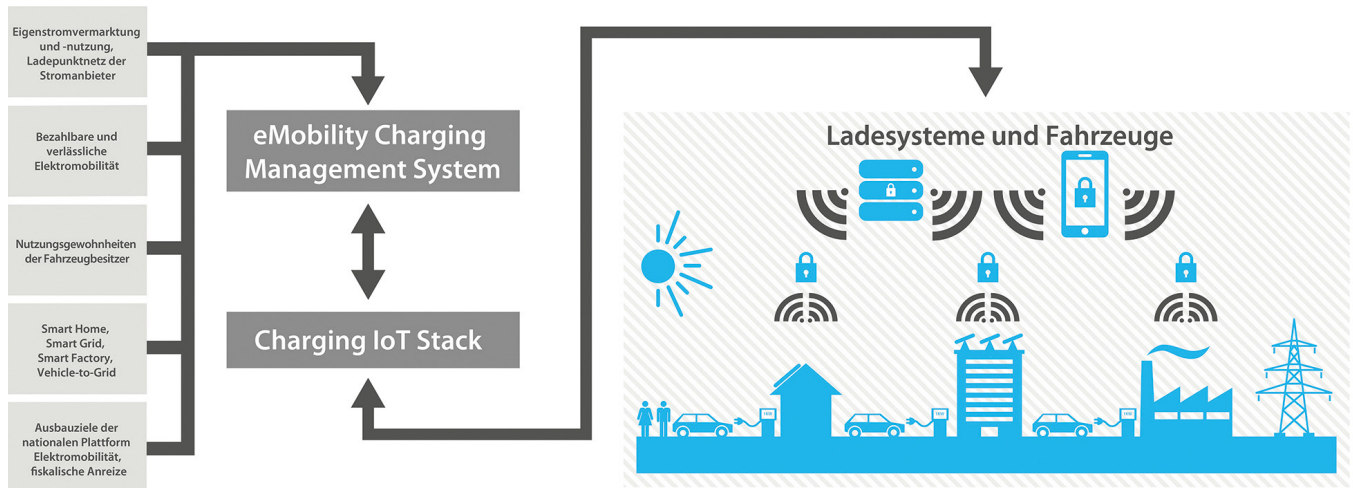 Eigenstromvermarktung
und -nutzung,
Ladepunktnetz der
Stromanbieter
Bezahlbare und
verlässliche
Elektromobilität
Nutzungsgewohnheiten
der Fahrzeugbesitzer
Smart Home,
Smart Grid,
Smart Factory,
Vehicle-to-Grid
Ausbauziele der
nationalen Plattform
Elektromobilität,
fiskalische Anreize
eMobility Charging
Management System
Charging IoT Stack
Ladesysteme und Fahrzeuge